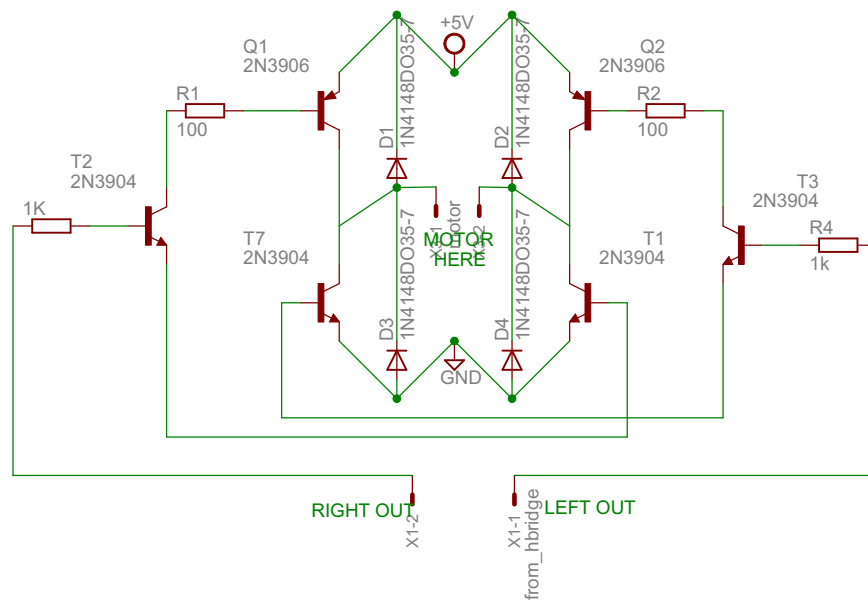 +5V
Q1
2N3906
Q2
2N3906
1N4148DO35-7
1N4148DO35-7
R1
100
R2
100
D1
D2
T2
2N3904
T3
2N3904
1K
R4
1k
T7
2N3904
T1
2N3904
motor
MOTOR
HERE
1N4148DO35-7
1N4148DO35-7
D3
D4
GND
RIGHT OUT
X1-2
X1-1
from_hbridge
LEFT OUT